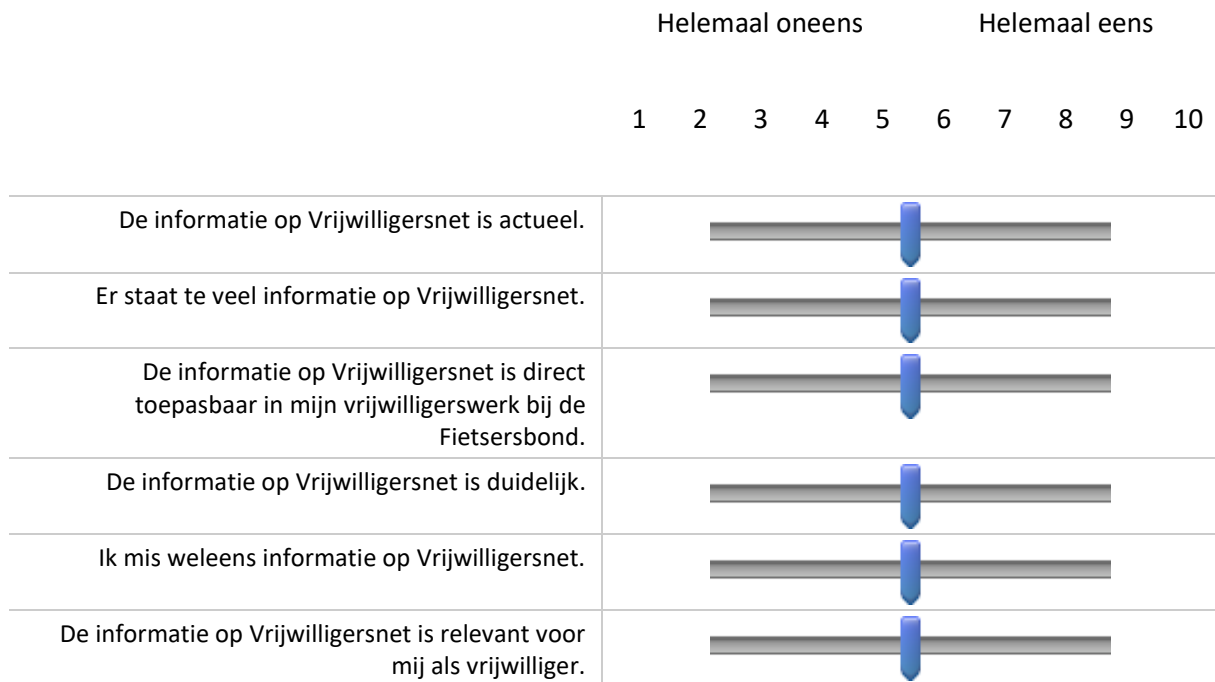 Helemaal oneens Helemaal eens
1 2 3 4 5 6 7 8 9 10
De informatie op Vrijwilligersnet is actueel.
Er staat te veel informatie op Vrijwilligersnet.
De informatie op Vrijwilligersnet is direct
toepasbaar in mijn vrijwilligerswerk bij de
Fietsersbond.
De informatie op Vrijwilligersnet is duidelijk.
Ik mis weleens informatie op Vrijwilligersnet.
De informatie op Vrijwilligersnet is relevant voor
mij als vrijwilliger.